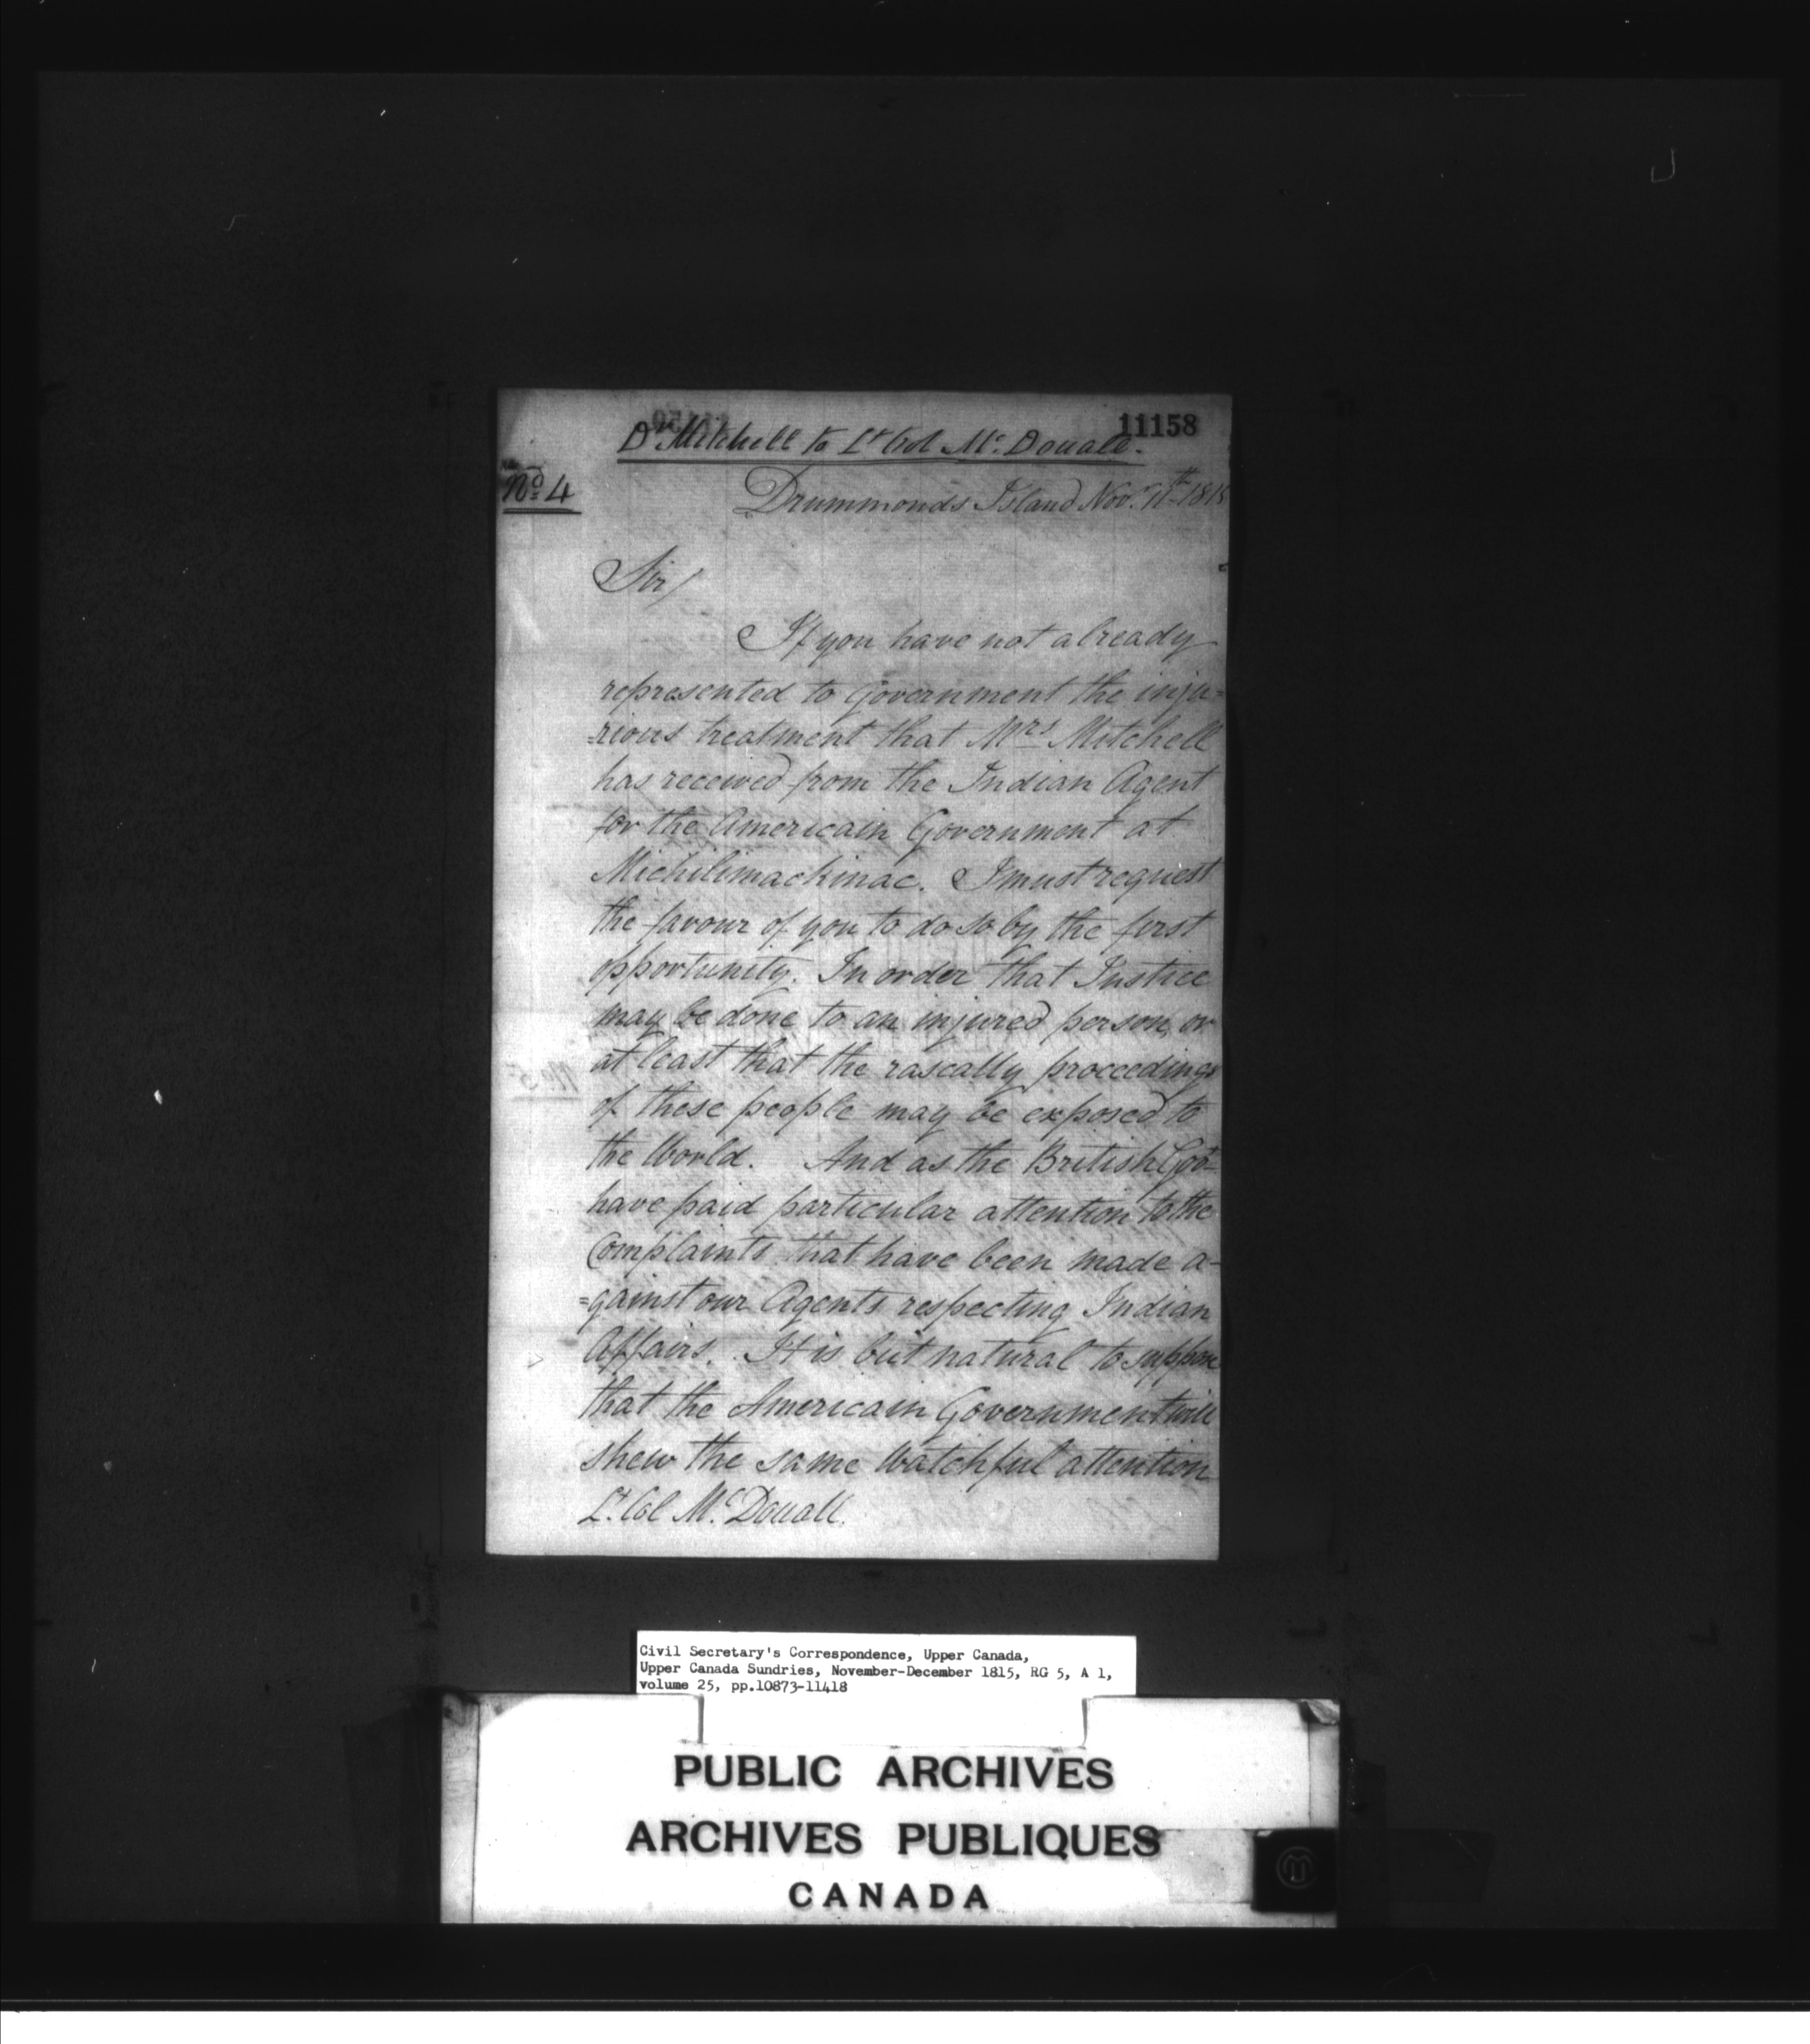 11158
Dr Mitchell to Lt Col Mc. Douall.
No. 4
Drummonds Island Novr. 11th 1815
Sir/
If you have not already
represented to Government the inju=
=rious treatment that Mrs Mitchell
has received from the Indian Agent
for the Americain Government at
Michilimackinac. I must request
the favour of you to do so by the first
opportunity. In order that Justice
may be done to an injured person, or
at least that the rascally proceedings
of these people may be exposed to
the World. And as the British Govt
have paid particular attention to the
Complaints that have been made a-
=gainst our Agents respecting Indian
Affairs. It is but natural to suppose
that the Americain Government will
shew the same Watchful attention
Lt. Col Mc. Douall.
Civil Secretary's Correspondence, Upper Canada,
Upper Canada Sundries, November-December 1815, RG 5, A 1,
volume 25, pp.10873-11418
PUBLIC ARCHIVES
ARCHIVES PUBLIQUES
CANADA